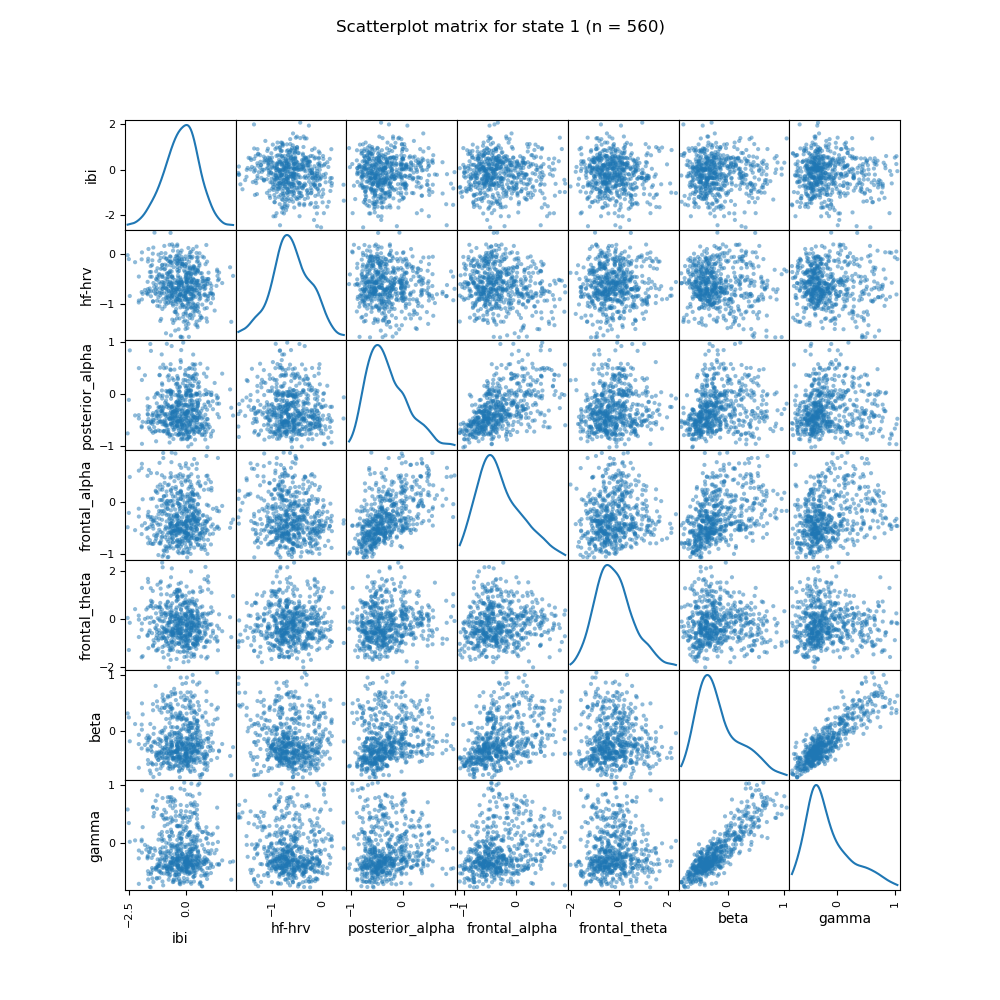 Scatterplot matrix for state 1 (n = 560)
ibi
2
0
-2
hf-hrv
0
−1
posterior_alpha
1
0
−1
frontal_alpha
0
−1
frontal_theta
2
0
−2
beta
1
0
gamma
1
0
−2.5
0.0
−1
0
−1
0
1
−1
0
−2
0
2
0
1
0
1
ibi
hf-hrv
posterior_alpha
frontal_alpha
frontal_theta
beta
gamma